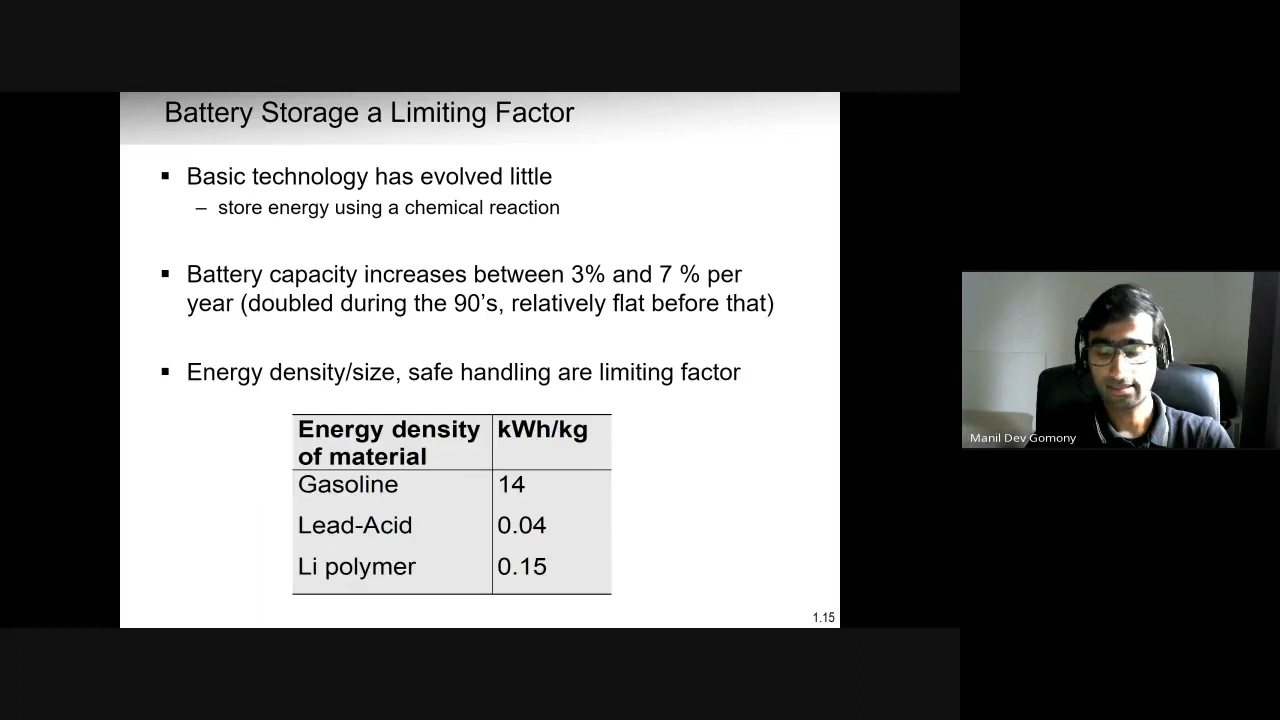 Battery Storage a Limiting Factor
▪ Basic technology has evolved little
– store energy using a chemical reaction
▪ Battery capacity increases between 3% and 7 % per
year (doubled during the 90's, relatively flat before that)
▪ Energy density/size, safe handling are limiting factor
Energy density kWh/kg
of material
Gasoline 14
Lead-Acid 0.04
Li polymer 0.15
1.15
Manil Dev Gomony